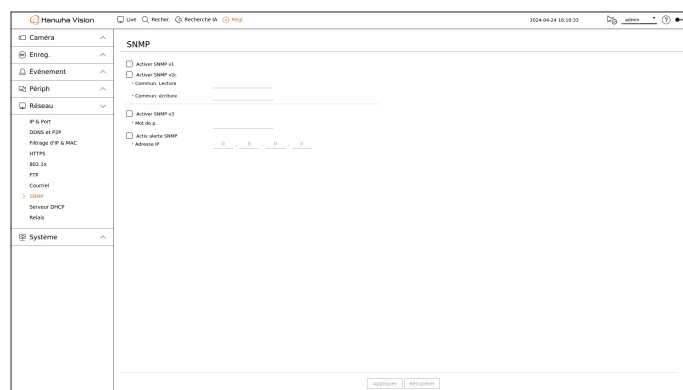 Hanwha Vision
Live Recher. Recherche IA Régl.
2024-04-24 16:10:33
admin
Caméra
Enreg.
Événement
Périph
Réseau
IP & Port
DDNS et P2P
Filtrage d'IP & MAC
HTTPS
802.1x
FTP
Courriel
SNMP
Serveur DHCP
Relais
Système
SNMP
Activer SNMP v1
Activer SNMP v2c
Commun. Lecture
Commun. écriture
Activer SNMP v3
Mot de p.
Activ alerte SNMP
Adresse IP 0 . 0 . 0 . 0
Appliquer Récupérer